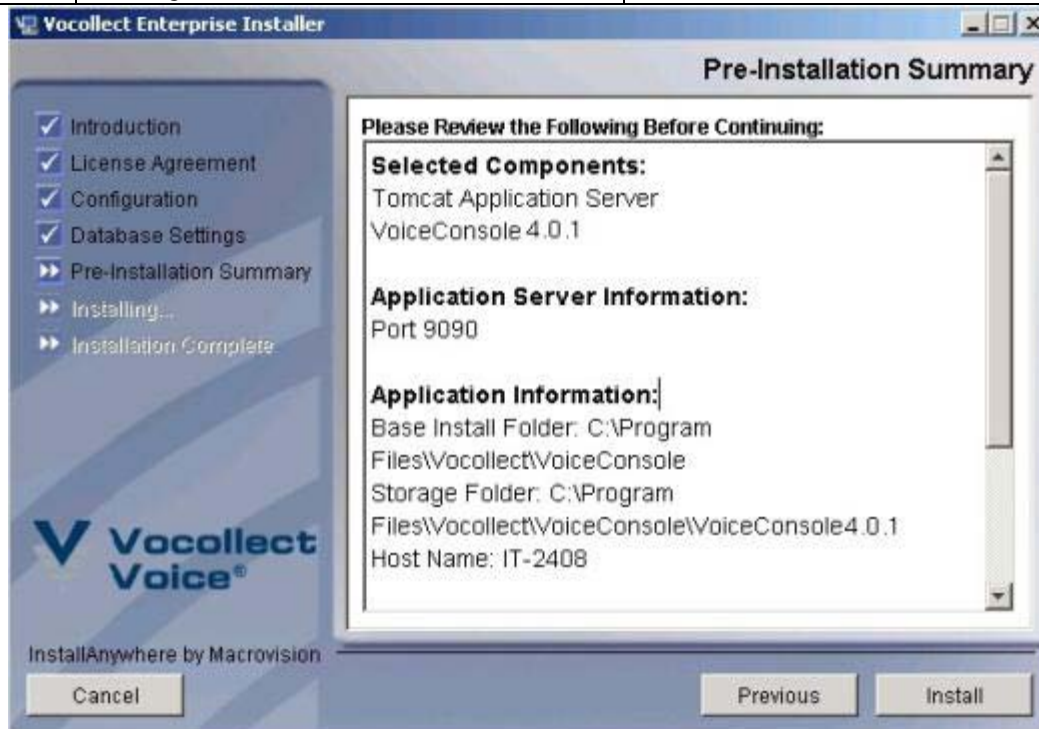 Vocollect Enterprise Installer
Pre-Installation Summary
Introduction
License Agreement
Configuration
Database Settings
Pre-Installation Summary
Installing...
Installation Complete
Please Review the Following Before Continuing:
Selected Components:
Tomcat Application Server
VoiceConsole 4.0.1
Application Server Information:
Port 9090
Application Information:
Base Install Folder: C:\Program
Files\Vocollect\VoiceConsole
Storage Folder: C:\Program
Files\Vocollect\VoiceConsole\VoiceConsole4.0.1
Host Name: IT-2408
V Vocollect
Voice®
InstallAnywhere by Macrovision
Cancel
Previous
Install